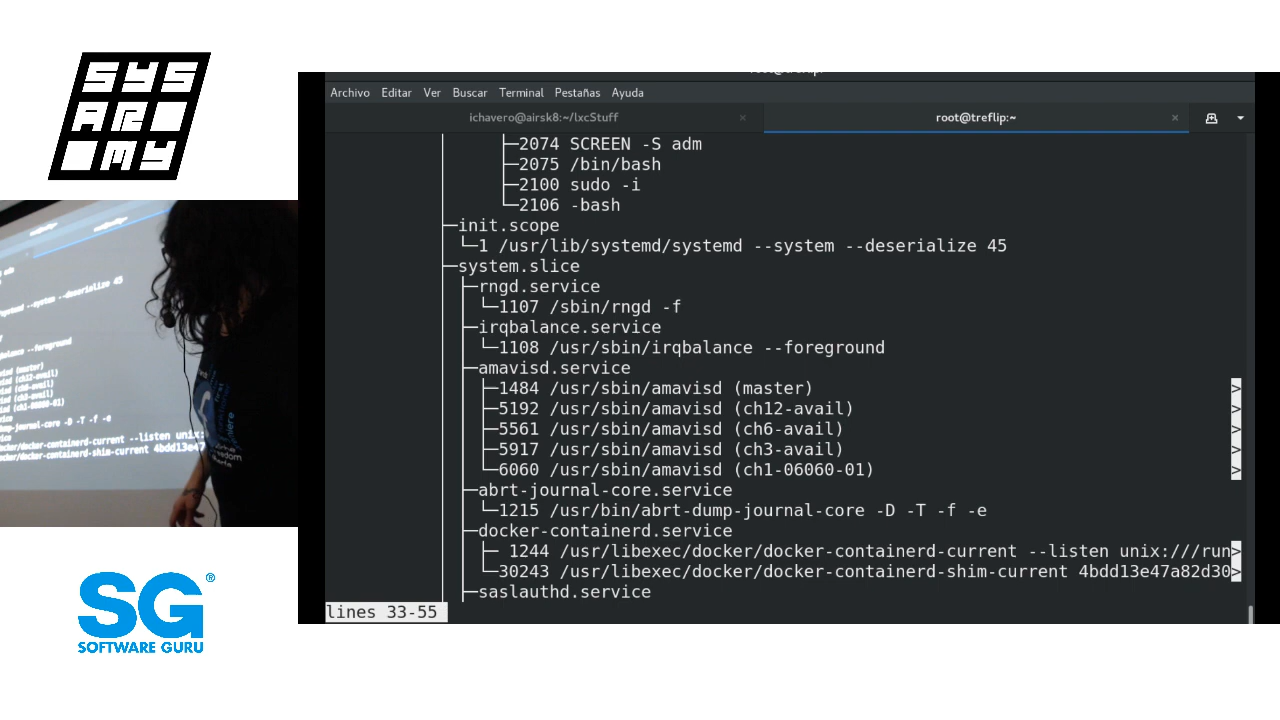 SYS
AR
MY
root@treflip:
Archivo Editar Ver Buscar Terminal Pestañas Ayuda
ichavero@airsk8:~/lxcStuff × root@treflip:~ ×
├─2074 SCREEN -S adm
├─2075 /bin/bash
├─2100 sudo -i
└─2106 -bash
├─init.scope
│ └─1 /usr/lib/systemd/systemd --system --deserialize 45
├─system.slice
├─rngd.service
│ └─1107 /sbin/rngd -f
├─irqbalance.service
│ └─1108 /usr/sbin/irqbalance --foreground
├─amavisd.service
│ ├─1484 /usr/sbin/amavisd (master) >
│ ├─5192 /usr/sbin/amavisd (ch12-avail) >
│ ├─5561 /usr/sbin/amavisd (ch6-avail) >
│ ├─5917 /usr/sbin/amavisd (ch3-avail) >
│ └─6060 /usr/sbin/amavisd (ch1-06060-01) >
├─abrt-journal-core.service
│ └─1215 /usr/bin/abrt-dump-journal-core -D -T -f -e
├─docker-containerd.service
│ ├─ 1244 /usr/libexec/docker/docker-containerd-current --listen unix:///run>
│ └─30243 /usr/libexec/docker/docker-containerd-shim-current 4bdd13e47a82d30>
├─saslauthd.service
lines 33-55
SG®
SOFTWARE GURU